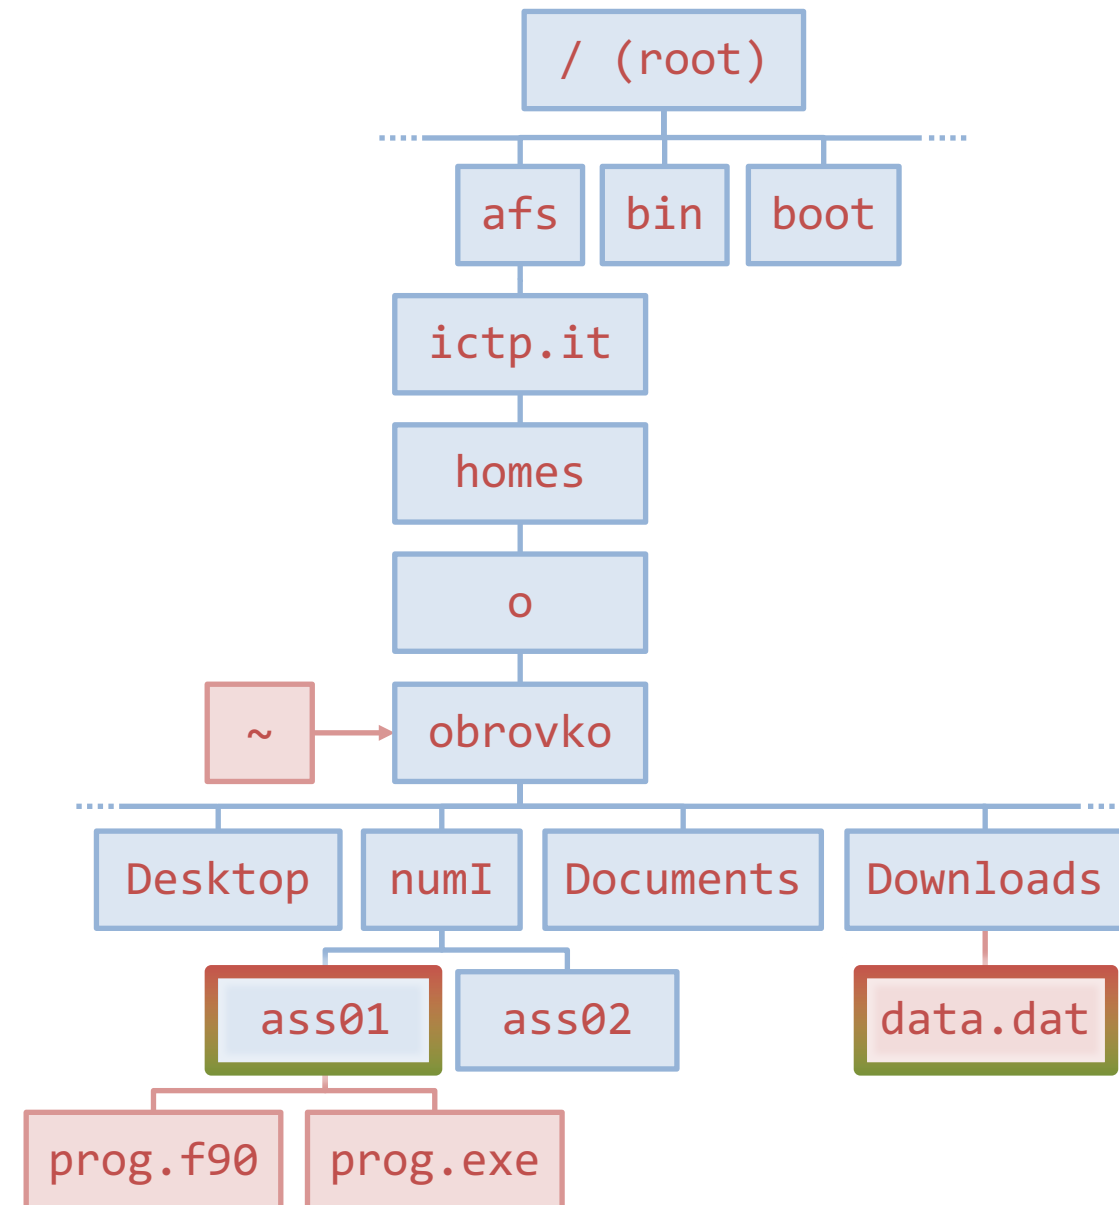 / (root)
afs bin boot
ictp.it
homes
o
~ obrovko
Desktop numI Documents Downloads
ass01 ass02 data.dat
prog.f90 prog.exe